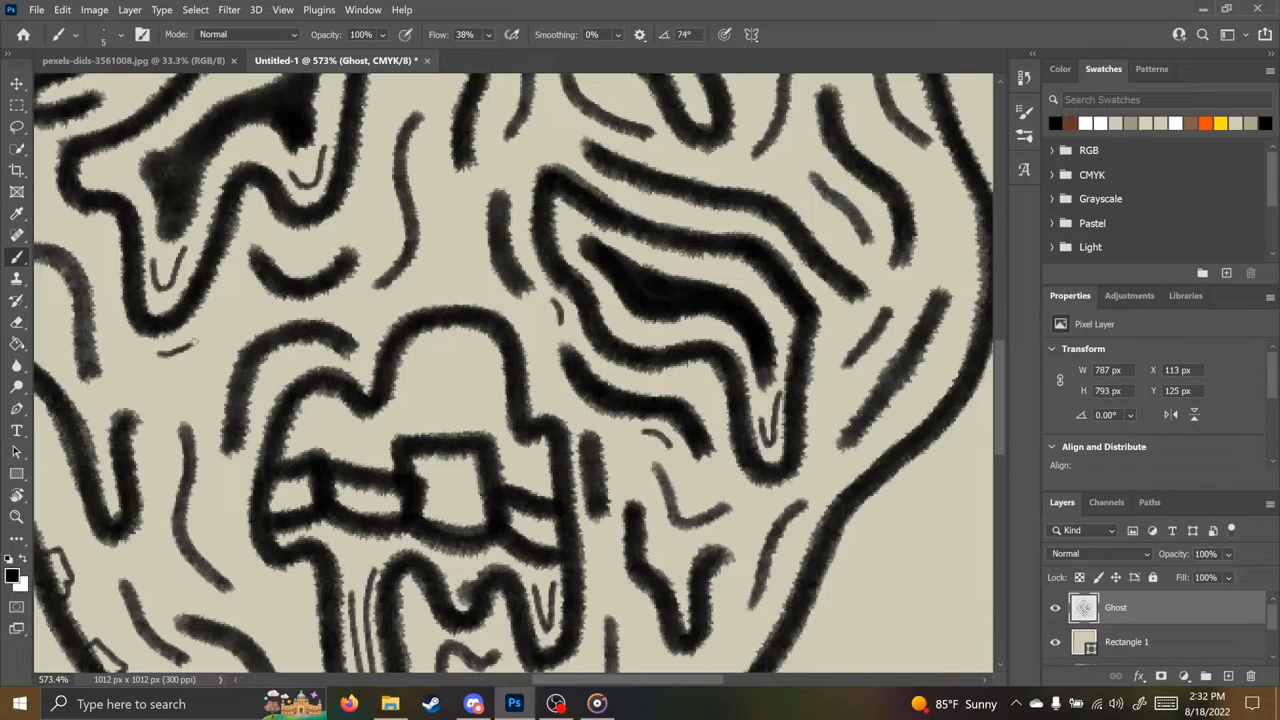 Ps File Edit Image Layer Type Select Filter 3D View Plugins Window Help
5 Mode: Normal Opacity: 100% Flow: 38% Smoothing: 0% 74°
pexels-dids-3561008.jpg @ 33.3% (RGB/8) × Untitled-1 @ 573% (Ghost, CMYK/8) * ×
Color Swatches Patterns
Search Swatches
RGB
CMYK
Grayscale
Pastel
Light
Properties Adjustments Libraries
Pixel Layer
Transform
W 787 px X 113 px
H 793 px Y 125 px
0.00°
Align and Distribute
Align:
Layers Channels Paths
Kind
Normal Opacity: 100%
Lock: Fill: 100%
Ghost
Rectangle 1
573.4% 1012 px x 1012 px (300 ppi)
Type here to search
Ps
85°F Sunny
2:32 PM
8/18/2022